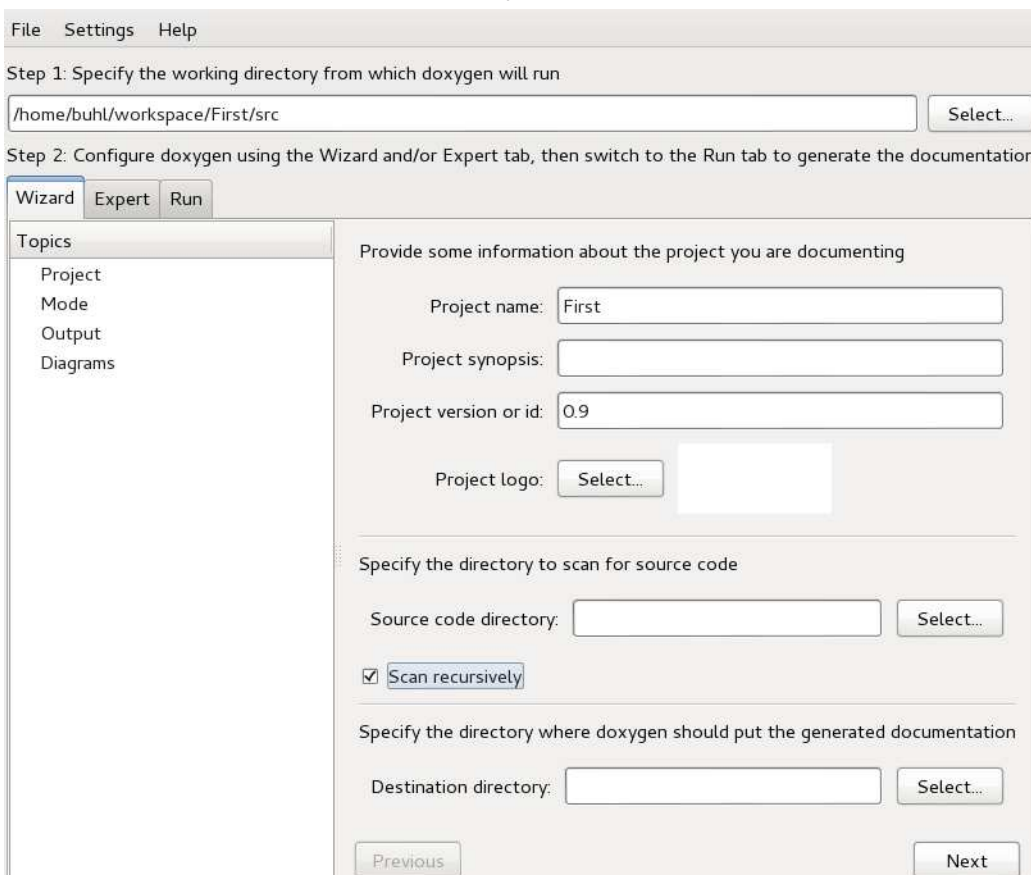 File Settings Help
Step 1: Specify the working directory from which doxygen will run
/home/buhl/workspace/First/src Select...
Step 2: Configure doxygen using the Wizard and/or Expert tab, then switch to the Run tab to generate the documentation
Wizard Expert Run
Topics
Project
Mode
Output
Diagrams
Provide some information about the project you are documenting
Project name: First
Project synopsis:
Project version or id: 0.9
Project logo: Select...
Specify the directory to scan for source code
Source code directory: Select...
Scan recursively
Specify the directory where doxygen should put the generated documentation
Destination directory: Select...
Previous Next